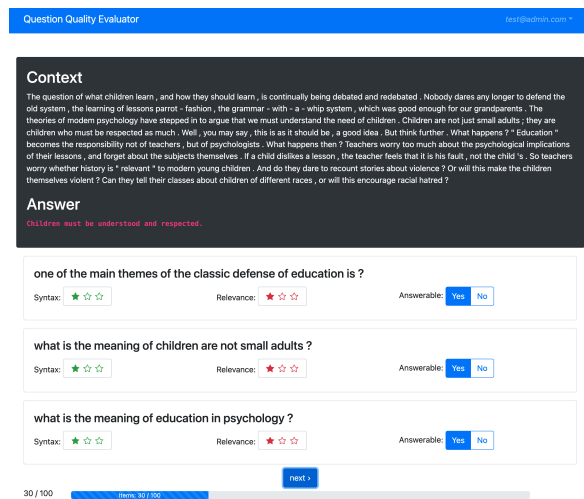 Question Quality Evaluator
test@admin.com
Context
The question of what children learn , and how they should learn , is continually being debated and redebated . Nobody dares any longer to defend the
old system , the learning of lessons parrot - fashion , the grammar - with - a - whip system , which was good enough for our grandparents . The
theories of modem psychology have stepped in to argue that we must understand the need of children . Children are not just small adults ; they are
children who must be respected as much . Well , you may say , this is as it should be , a good idea . But think further . What happens ? " Education "
becomes the responsibility not of teachers , but of psychologists . What happens then ? Teachers worry too much about the psychological implications
of their lessons , and forget about the subjects themselves . If a child dislikes a lesson , the teacher feels that it is his fault , not the child 's . So teachers
worry whether history is " relevant " to modern young children . And do they dare to recount stories about violence ? Or will this make the children
themselves violent ? Can they tell their classes about children of different races , or will this encourage racial hatred ?
Answer
Children must be understood and respected.
one of the main themes of the classic defense of education is ?
Syntax: Relevance: Answerable: Yes No
what is the meaning of children are not small adults ?
Syntax: Relevance: Answerable: Yes No
what is the meaning of education in psychology ?
Syntax: Relevance: Answerable: Yes No
next ›
30 / 100 Items: 30 / 100